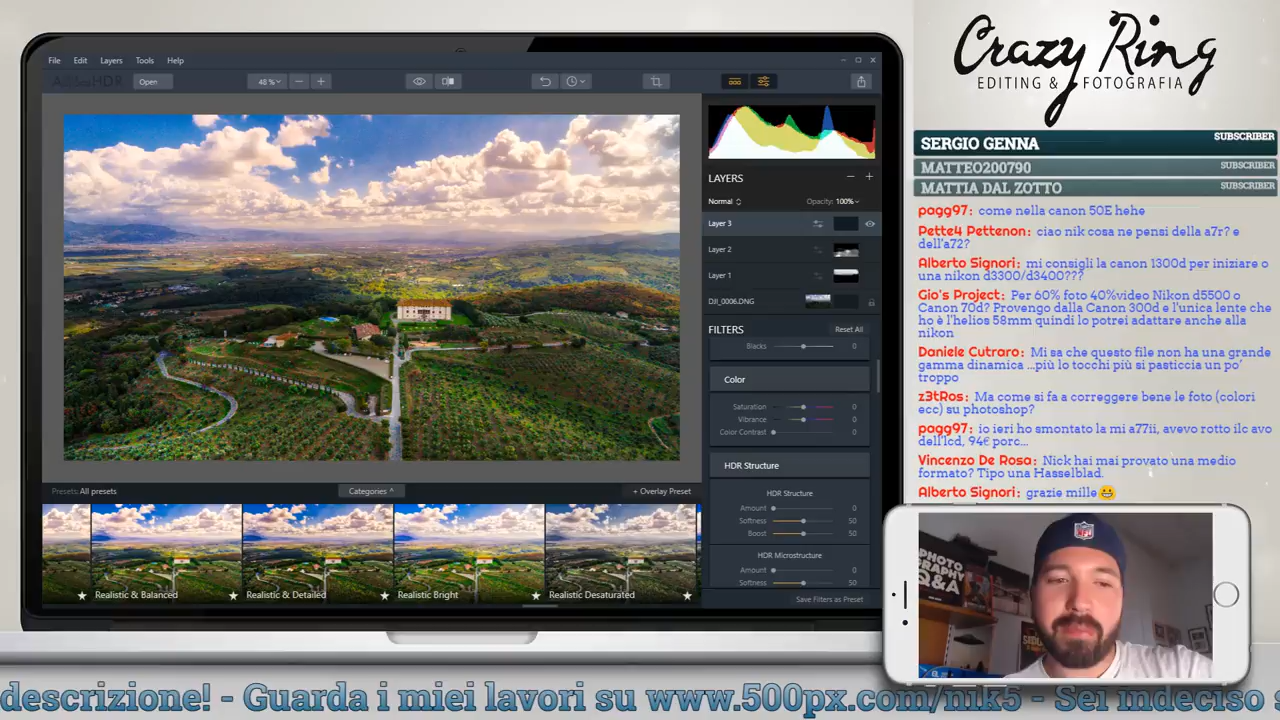 File Edit Layers Tools Help
Open 48 %
LAYERS
Normal Opacity: 100%
Layer 3
Layer 2
Layer 1
DJI_0006.DNG
FILTERS Reset All
Blacks 0
Color
Saturation 0
Vibrance 0
Color Contrast 0
HDR Structure
HDR Structure
Amount 0
Softness 50
Boost 50
HDR Microstructure
Amount 0
Softness 50
Save Filters as Preset
Presets: All presets Categories + Overlay Preset
Realistic & Balanced Realistic & Detailed Realistic Bright Realistic Desaturated
Crazy Ring
EDITING & FOTOGRAFIA
SERGIO GENNA SUBSCRIBER
MATTEO200790 SUBSCRIBER
MATTIA DAL ZOTTO SUBSCRIBER
pagg97: come nella canon 50E hehe
Pette4 Pettenon: ciao nik cosa ne pensi della a7r? e
dell'a72?
Alberto Signori: mi consigli la canon 1300d per iniziare o
una nikon d3300/d3400???
Gio's Project: Per 60% foto 40%video Nikon d5500 o
Canon 70d? Provengo dalla Canon 300d e l'unica lente che
ho è l'helios 58mm quindi lo potrei adattare anche alla
nikon
Daniele Cutraro: Mi sa che questo file non ha una grande
gamma dinamica ...più lo tocchi più si pasticcia un po'
troppo
z3tRos: Ma come si fa a correggere bene le foto (colori
ecc) su photoshop?
pagg97: io ieri ho smontato la mi a77ii, avevo rotto ilc avo
dell'lcd, 94€ porc...
Vincenzo De Rosa: Nick hai mai provato una medio
formato? Tipo una Hasselblad.
Alberto Signori: grazie mille😀
NFL
PHOTO
GRAPHY
Q&A
descrizione! - Guarda i miei lavori su www.500px.com/nik5 - Sei indeciso s